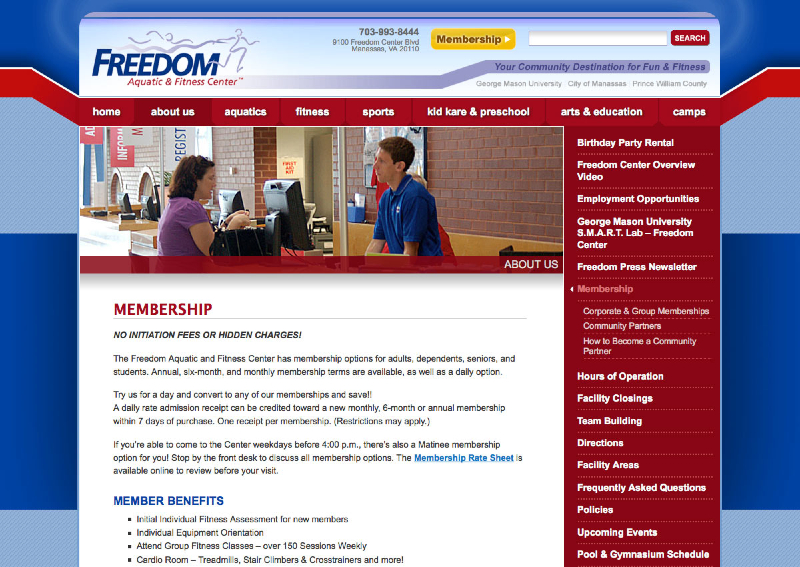 703-993-8444
9100 Freedom Center Blvd
Manassas, VA 20110
Membership
SEARCH
FREEDOM
Aquatic & Fitness Center™
Your Community Destination for Fun & Fitness
George Mason University City of Manassas Prince William County
home about us aquatics fitness sports kid kare & preschool arts & education camps
INFORM
REGIST
FIRST AID KIT
ABOUT US
MEMBERSHIP
NO INITIATION FEES OR HIDDEN CHARGES!
The Freedom Aquatic and Fitness Center has membership options for adults, dependents, seniors, and
students. Annual, six-month, and monthly membership terms are available, as well as a daily option.
Try us for a day and convert to any of our memberships and save!!
A daily rate admission receipt can be credited toward a new monthly, 6-month or annual membership
within 7 days of purchase. One receipt per membership. (Restrictions may apply.)
If you're able to come to the Center weekdays before 4:00 p.m., there's also a Matinee membership
option for you! Stop by the front desk to discuss all membership options. The Membership Rate Sheet is
available online to review before your visit.
MEMBER BENEFITS
Initial Individual Fitness Assessment for new members
Individual Equipment Orientation
Attend Group Fitness Classes – over 150 Sessions Weekly
Cardio Room – Treadmills, Stair Climbers & Crosstrainers and more!
Birthday Party Rental
Freedom Center Overview
Video
Employment Opportunities
George Mason University
S.M.A.R.T. Lab – Freedom
Center
Freedom Press Newsletter
Membership
Corporate & Group Memberships
Community Partners
How to Become a Community
Partner
Hours of Operation
Facility Closings
Team Building
Directions
Facility Areas
Frequently Asked Questions
Policies
Upcoming Events
Pool & Gymnasium Schedule